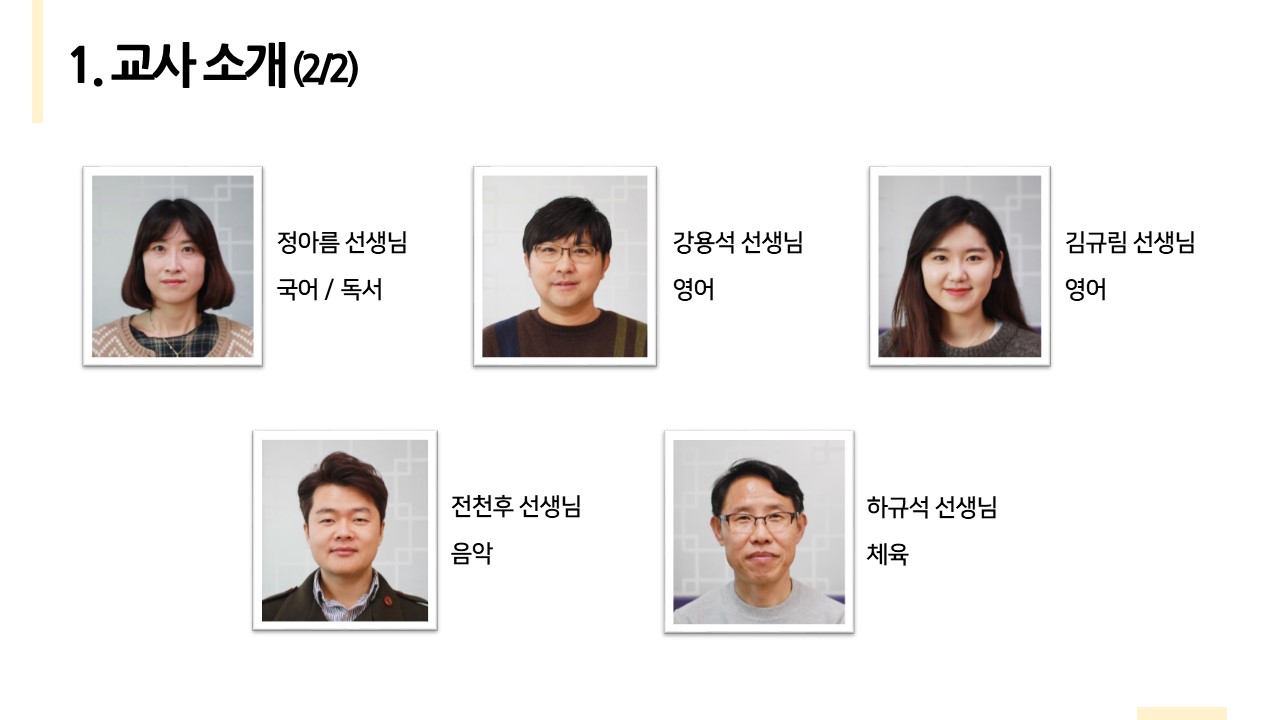 1. 교사 소개 (2/2)
정아름 선생님
국어 / 독서
강용석 선생님
영어
김규림 선생님
영어
전천후 선생님
음악
하규석 선생님
체육